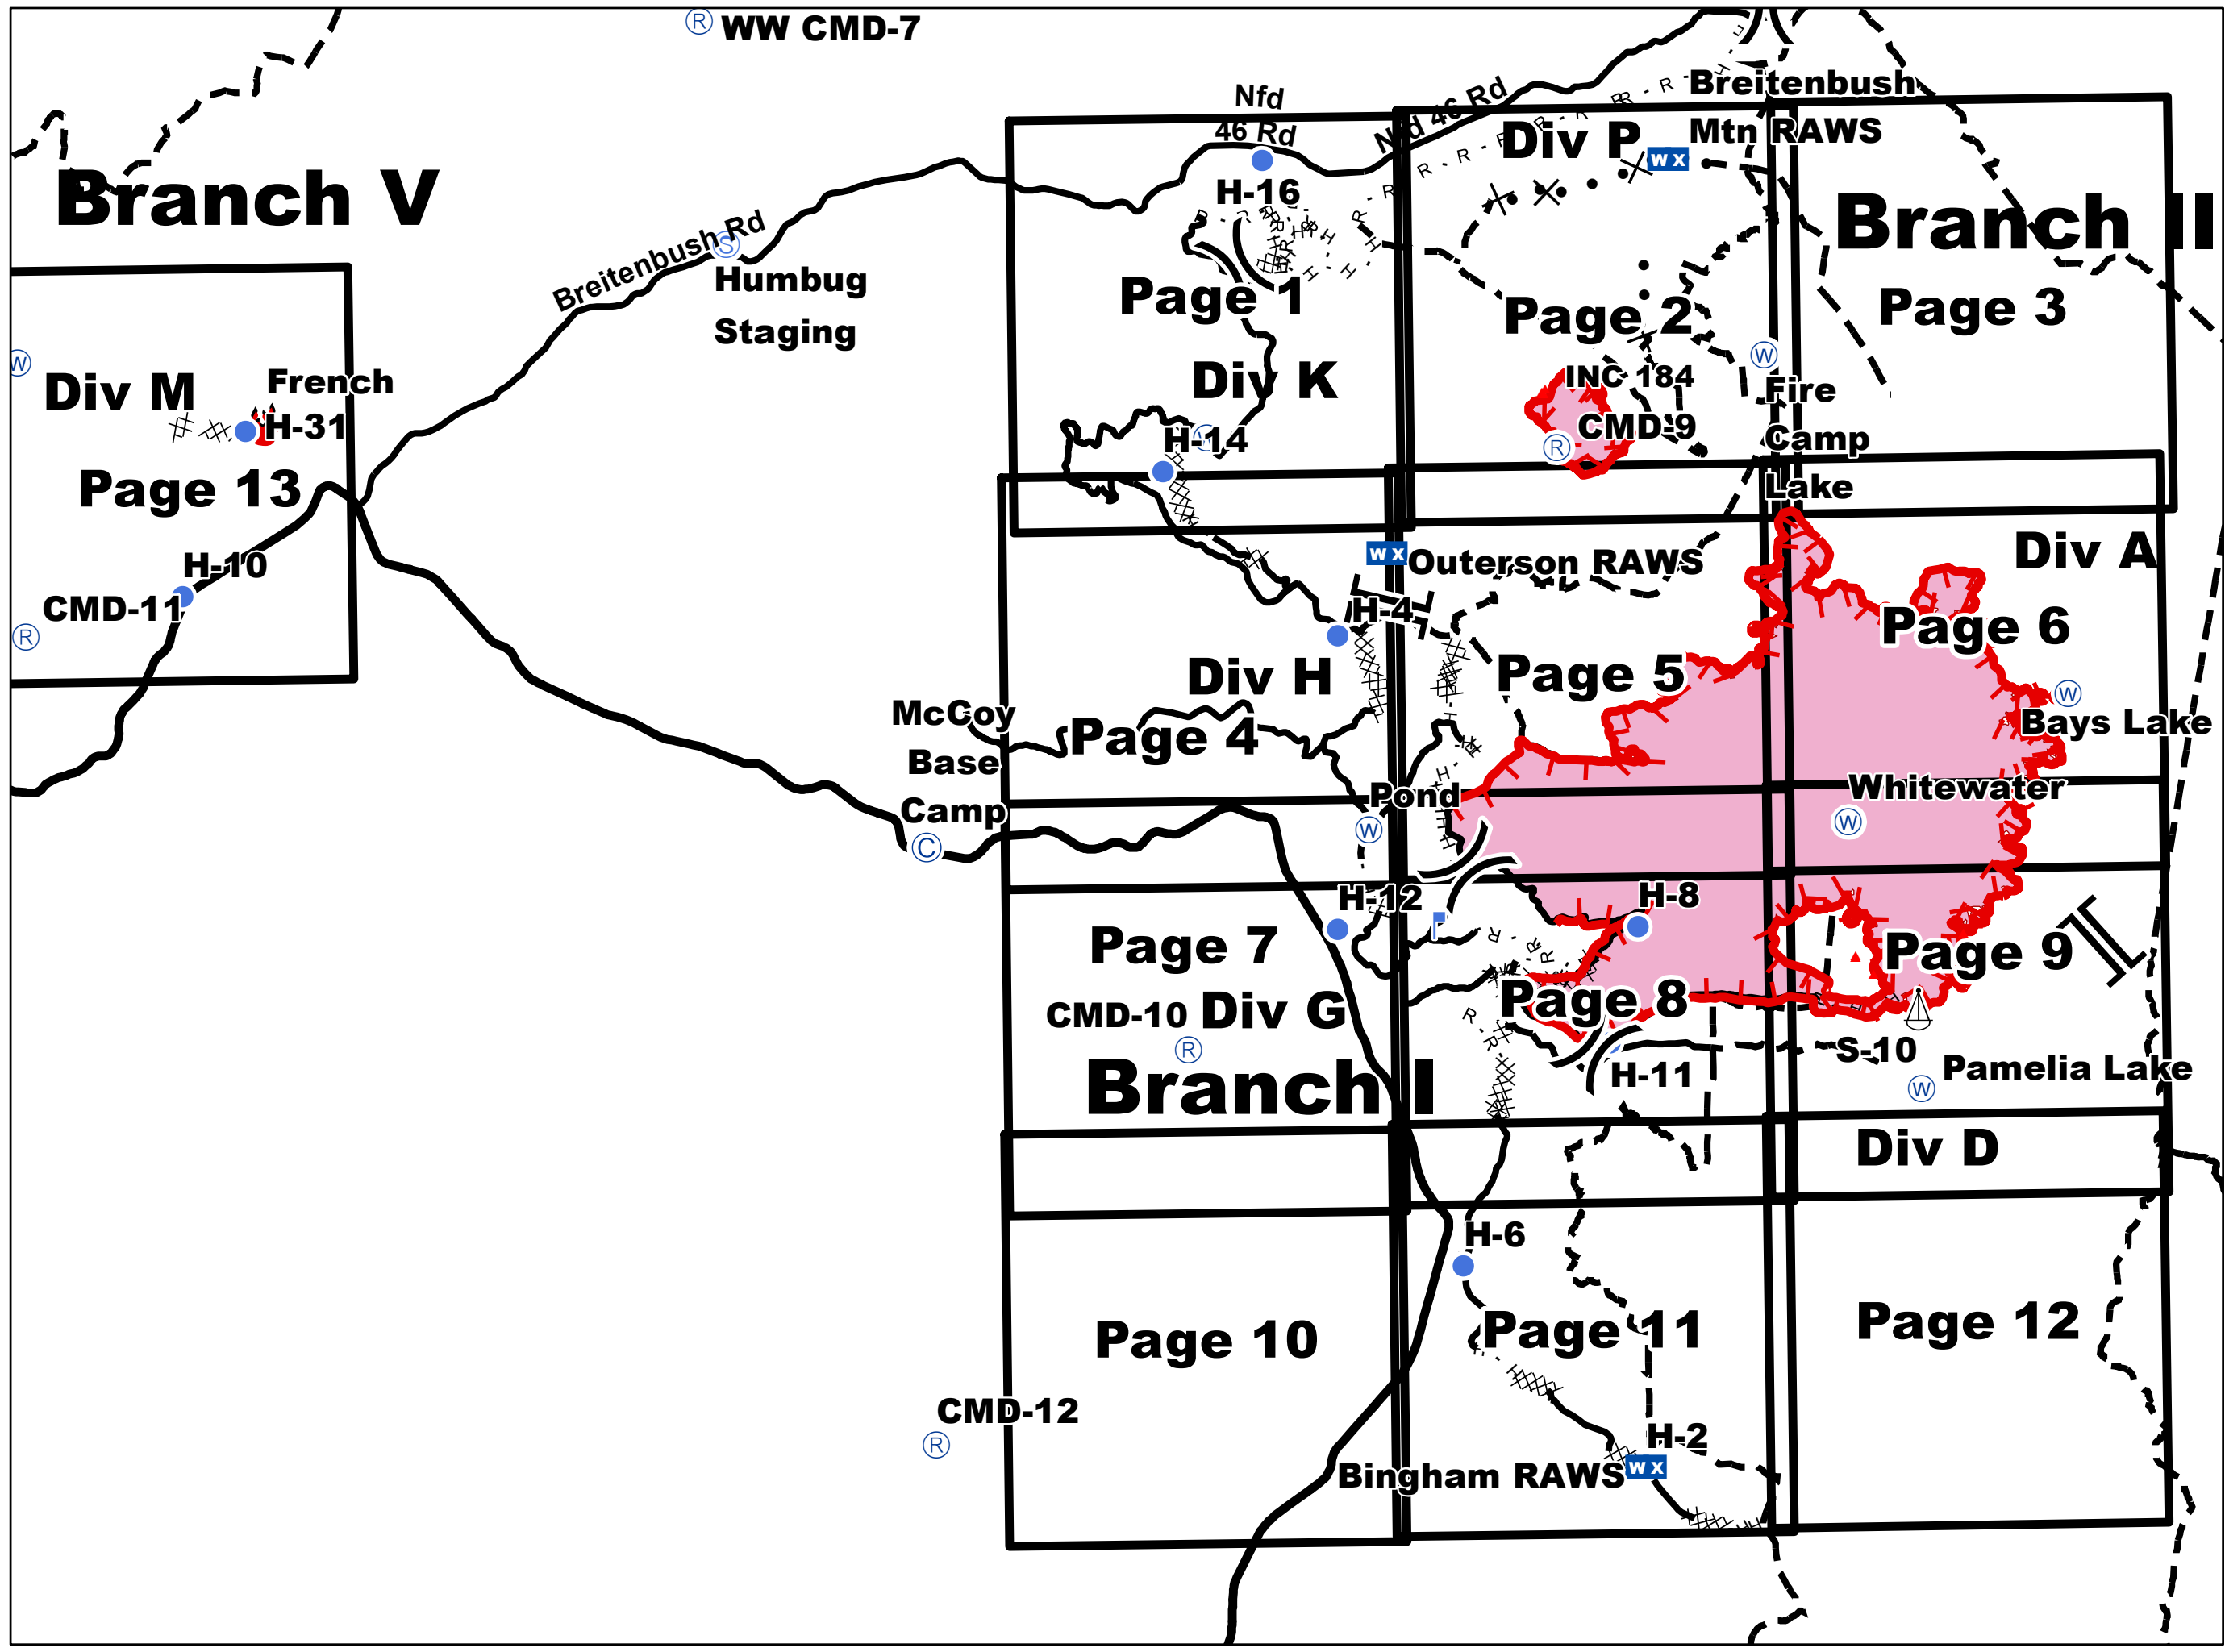 R WW CMD-7
Nfd
46 Rd
Nfd 46 Rd
Breitenbush
Mtn RAWS
Div P
WX
H-16
Branch V
Branch II
Breitenbush Rd
S
Humbug
Staging
Page 1
Page 2
Page 3
W
Div M
French
H-31
Div K
INC 184
W
Fire
Camp
Lake
CMD-9
R
H-14
W
Page 13
H-10
CMD-11
R
WX Outerson RAWS
Div A
H-4
Page 6
Div H
Page 5
W
Bays Lake
McCoy
Base
Camp
C
Page 4
Pond
W
Whitewater
W
H-12
H-8
Page 7
Page 9
Page 8
CMD-10 Div G
R
S-10
H-11
Pamelia Lake
W
Branch I
Div D
H-6
Page 10
Page 11
Page 12
CMD-12
R
H-2
Bingham RAWS WX